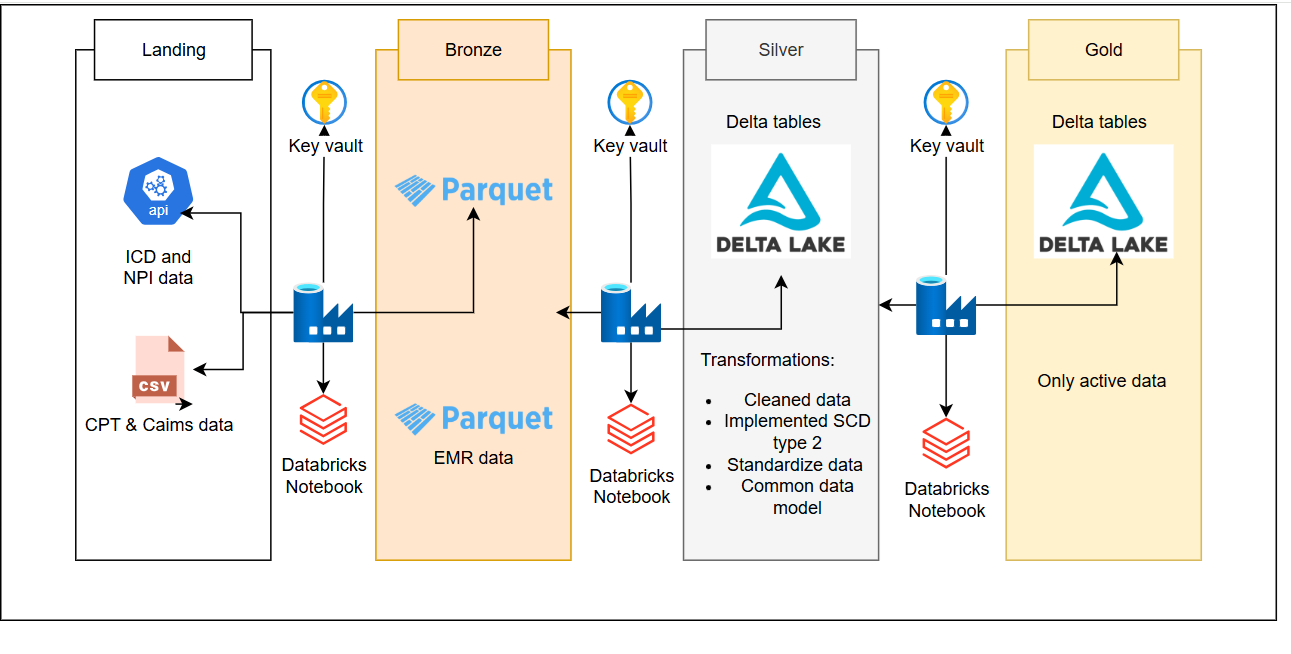 Landing
Bronze
Silver
Gold
Key vault
Key vault
Key vault
api
ICD and
NPI data
CSV
CPT & Caims data
Databricks
Notebook
Parquet
Parquet
EMR data
Databricks
Notebook
Delta tables
DELTA LAKE
Transformations:
• Cleaned data
• Implemented SCD
type 2
• Standardize data
• Common data
model
Databricks
Notebook
Delta tables
DELTA LAKE
Only active data